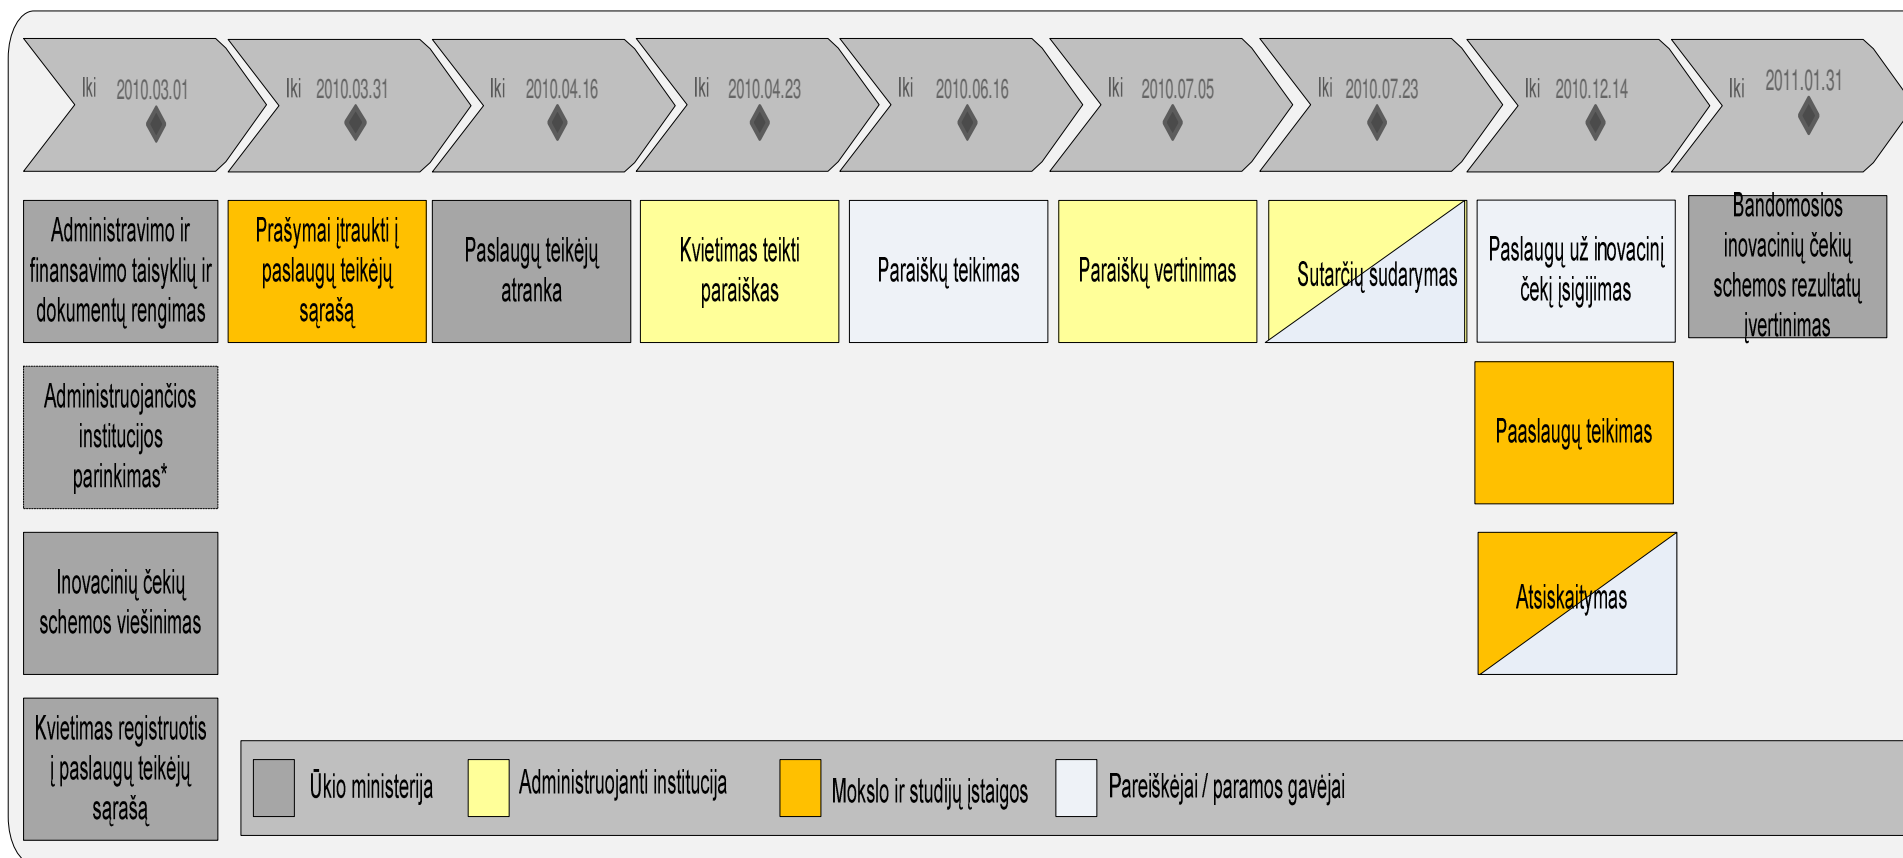 Iki 2010.03.01
Iki 2010.03.31
Iki 2010.04.16
Iki 2010.04.23
Iki 2010.06.16
Iki 2010.07.05
Iki 2010.07.23
Iki 2010.12.14
Iki 2011.01.31
Administravimo ir
finansavimo taisyklių ir
dokumentų rengimas
Prašymai įtraukti į
paslaugų teikėjų
sąrašą
Paslaugų teikėjų
atranka
Kvietimas teikti
paraiškas
Paraiškų teikimas
Paraiškų vertinimas
Sutarčių sudarymas
Paslaugų už inovacinį
čekį įsigijimas
Bandomosios
inovacinių čekių
schemos rezultatų
įvertinimas
Administruojančios
institucijos
parinkimas*
Paaslaugų teikimas
Inovacinių čekių
schemos viešinimas
Atsiskaitymas
Kvietimas registruotis
į paslaugų teikėjų
sąrašą
Ūkio ministerija
Administruojanti institucija
Mokslo ir studijų įstaigos
Pareiškėjai / paramos gavėjai